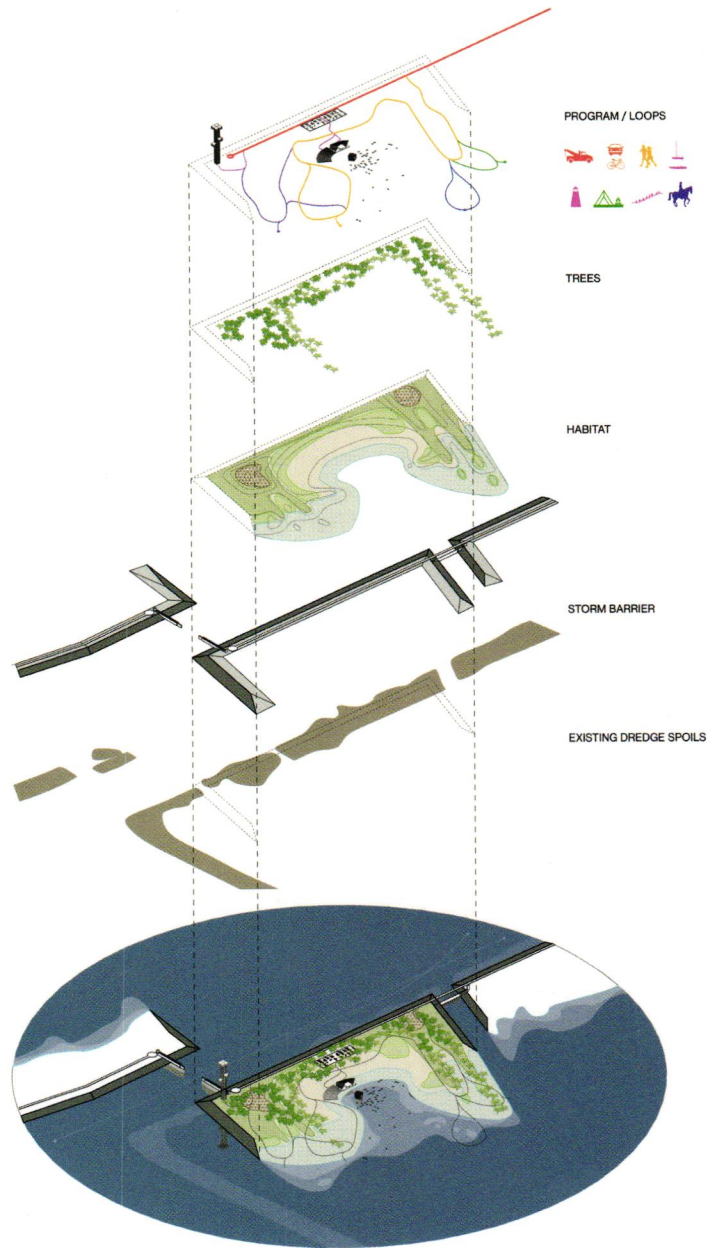 PROGRAM / LOOPS
TREES
HABITAT
STORM BARRIER
EXISTING DREDGE SPOILS